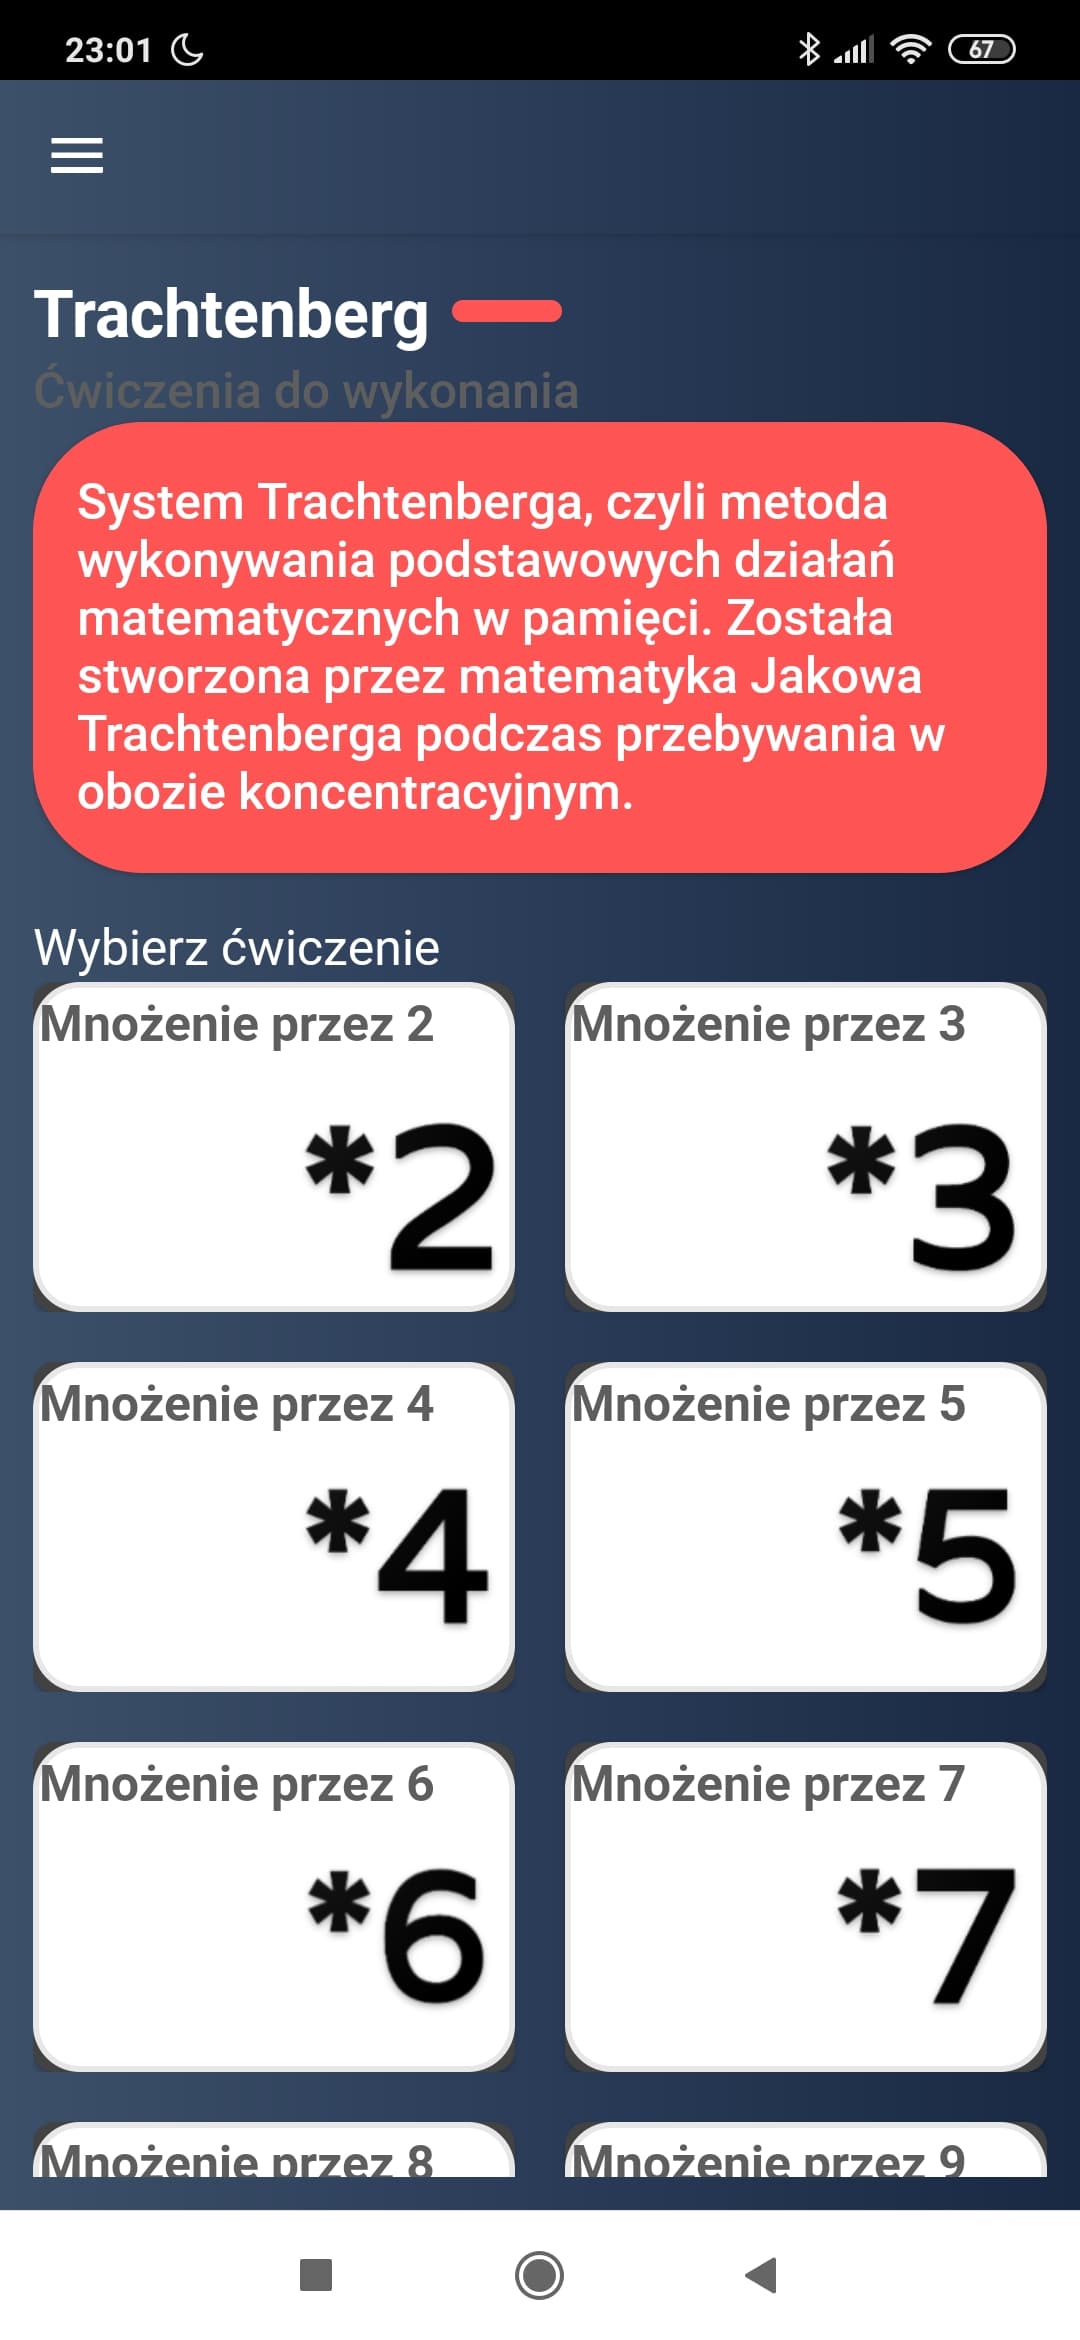 23:01
67
Trachtenberg
Ćwiczenia do wykonania
System Trachtenberga, czyli metoda
wykonywania podstawowych działań
matematycznych w pamięci. Została
stworzona przez matematyka Jakowa
Trachtenberga podczas przebywania w
obozie koncentracyjnym.
Wybierz ćwiczenie
Mnożenie przez 2
*2
Mnożenie przez 3
*3
Mnożenie przez 4
*4
Mnożenie przez 5
*5
Mnożenie przez 6
*6
Mnożenie przez 7
*7
Mnożenie przez 8
Mnożenie przez 9